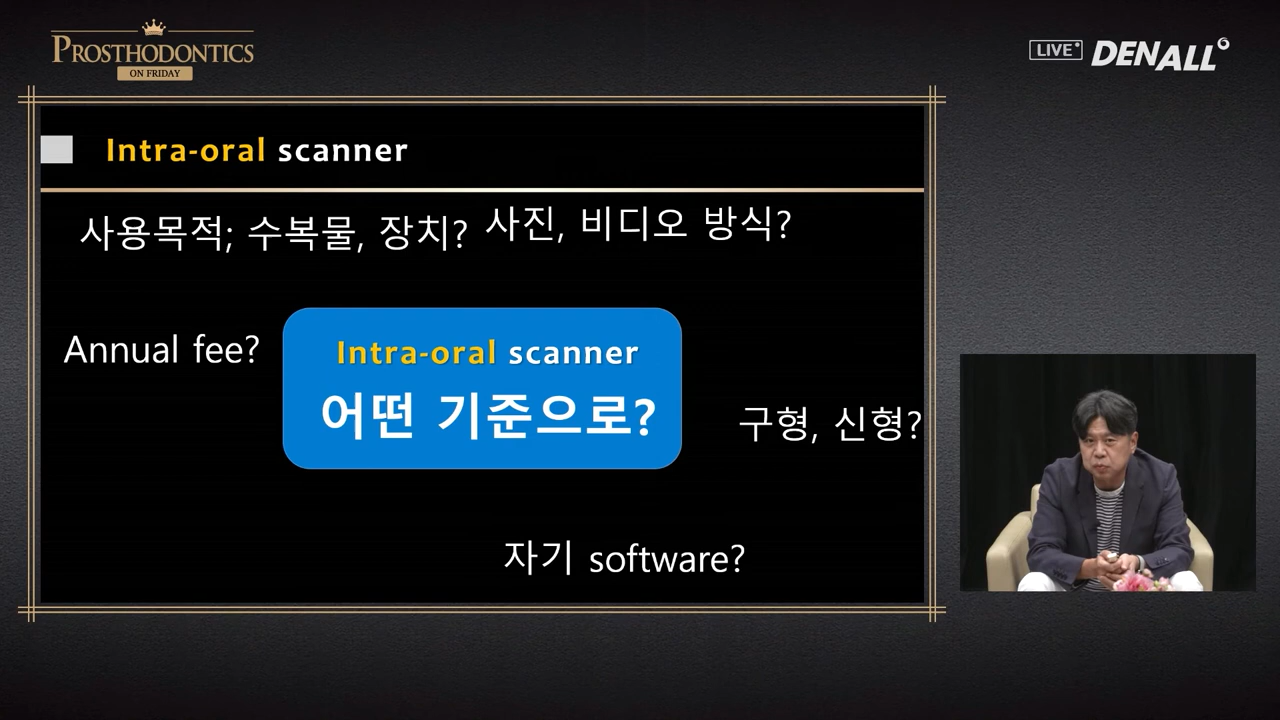 PROSTHODONTICS
ON FRIDAY
LIVE
DENALL
Intra-oral scanner
사용목적; 수복물, 장치?
사진, 비디오 방식?
Annual fee?
Intra-oral scanner
어떤 기준으로?
구형, 신형?
자기 software?